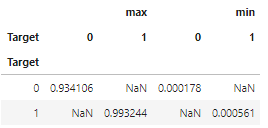 max min
Target 0 1 0 1
Target
0 0.934106 NaN 0.000178 NaN
1 NaN 0.993244 NaN 0.000561